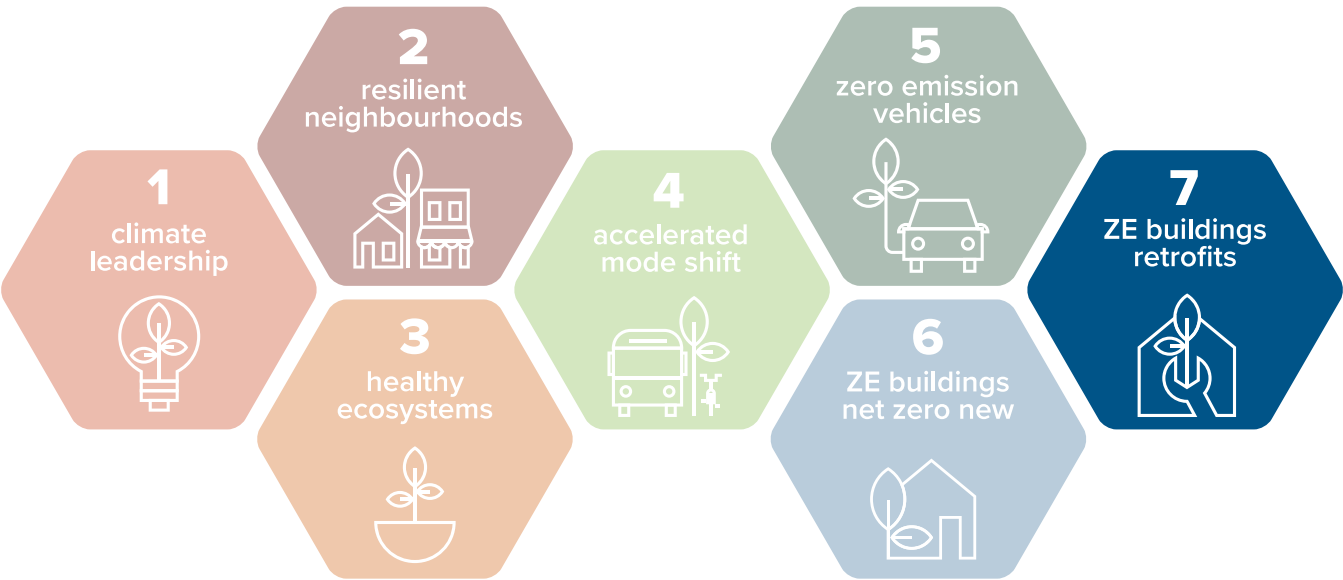 1
climate
leadership
2
resilient
neighbourhoods
3
healthy
ecosystems
4
accelerated
mode shift
5
zero emission
vehicles
6
ZE buildings
net zero new
7
ZE buildings
retrofits